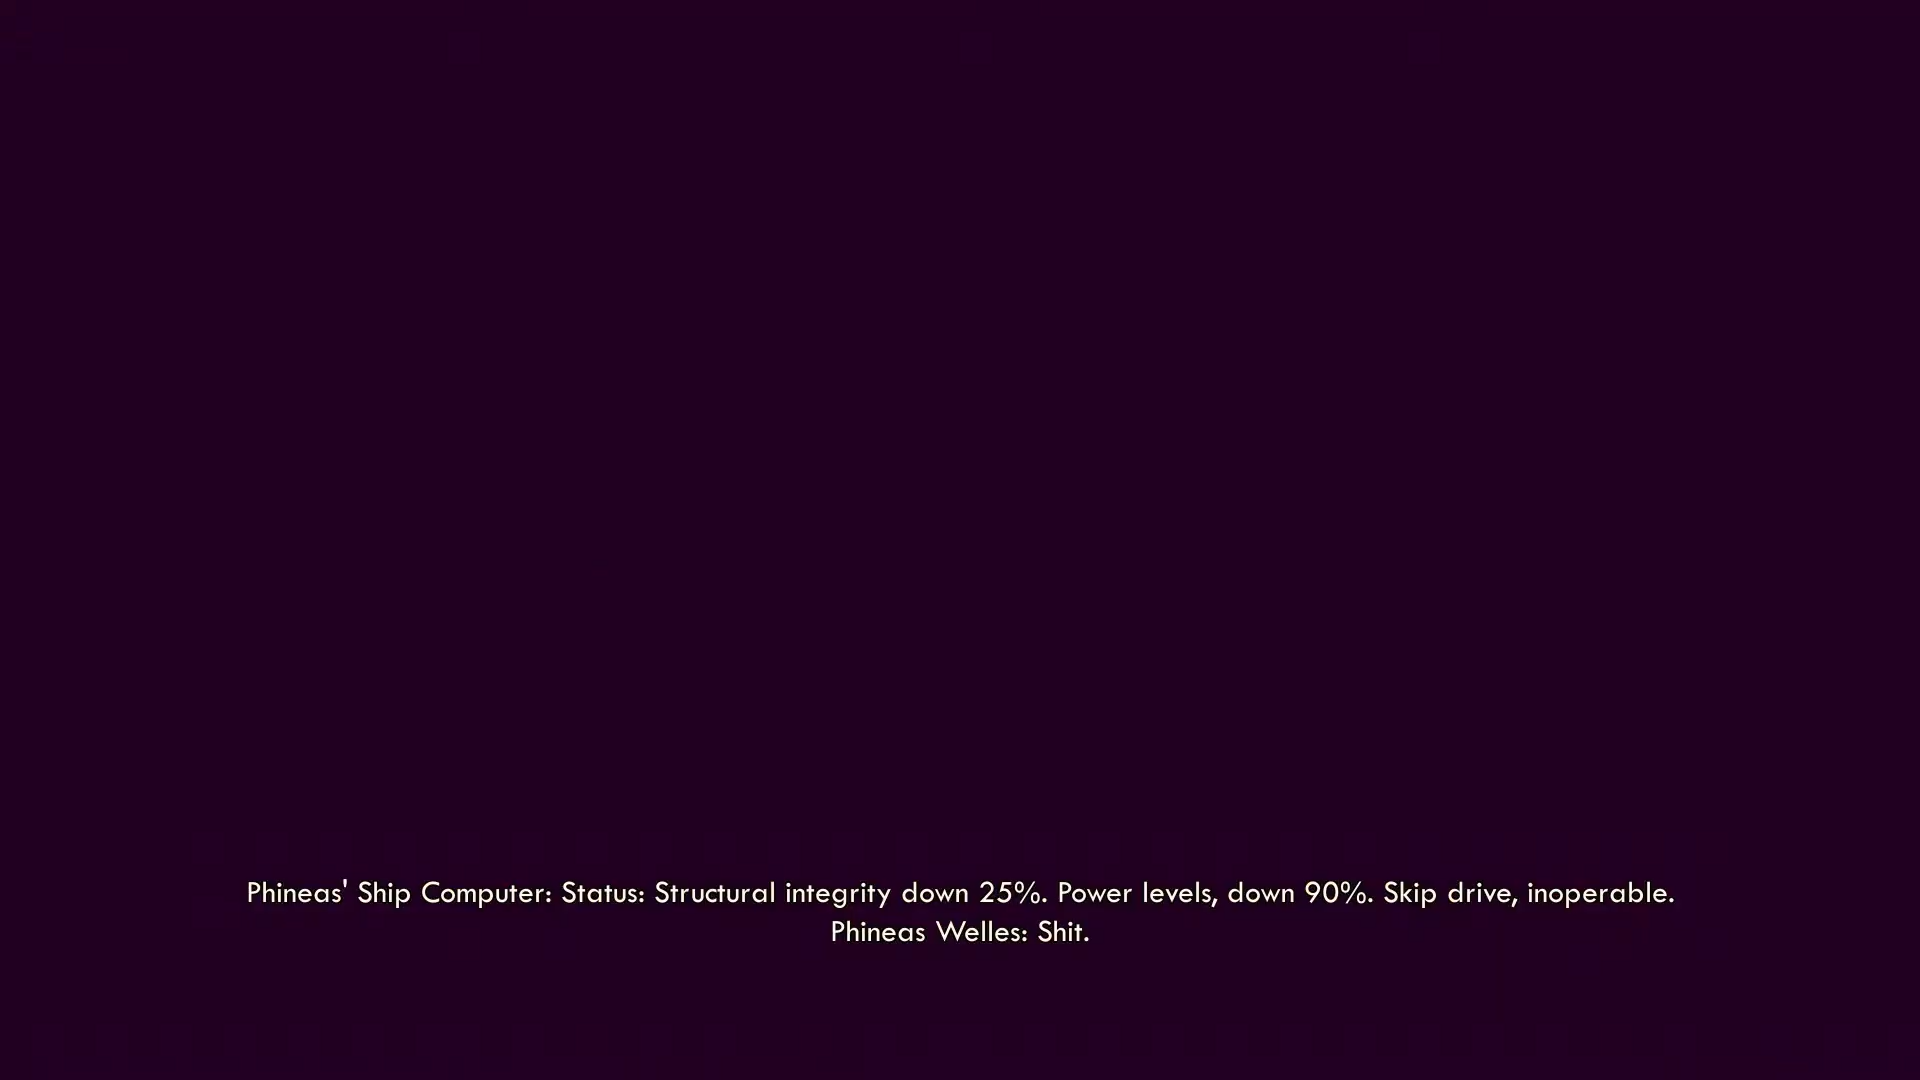 Phineas' Ship Computer: Status: Structural integrity down 25%. Power levels, down 90%. Skip drive, inoperable.
Phineas Welles: Shit.